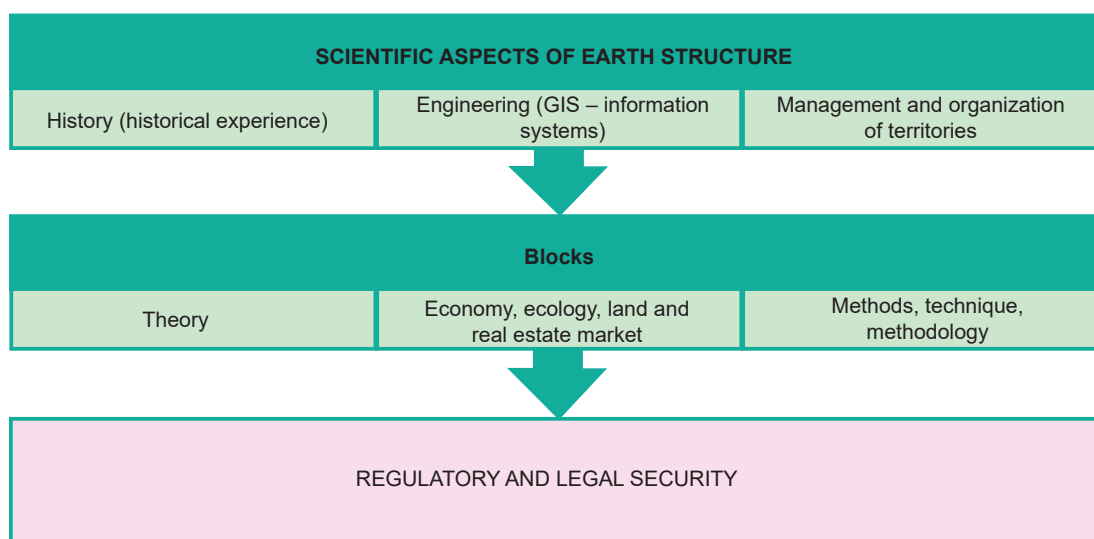 SCIENTIFIC ASPECTS OF EARTH STRUCTURE
History (historical experience)
Engineering (GIS – information
systems)
Management and organization
of territories
Blocks
Theory
Economy, ecology, land and
real estate market
Methods, technique,
methodology
REGULATORY AND LEGAL SECURITY